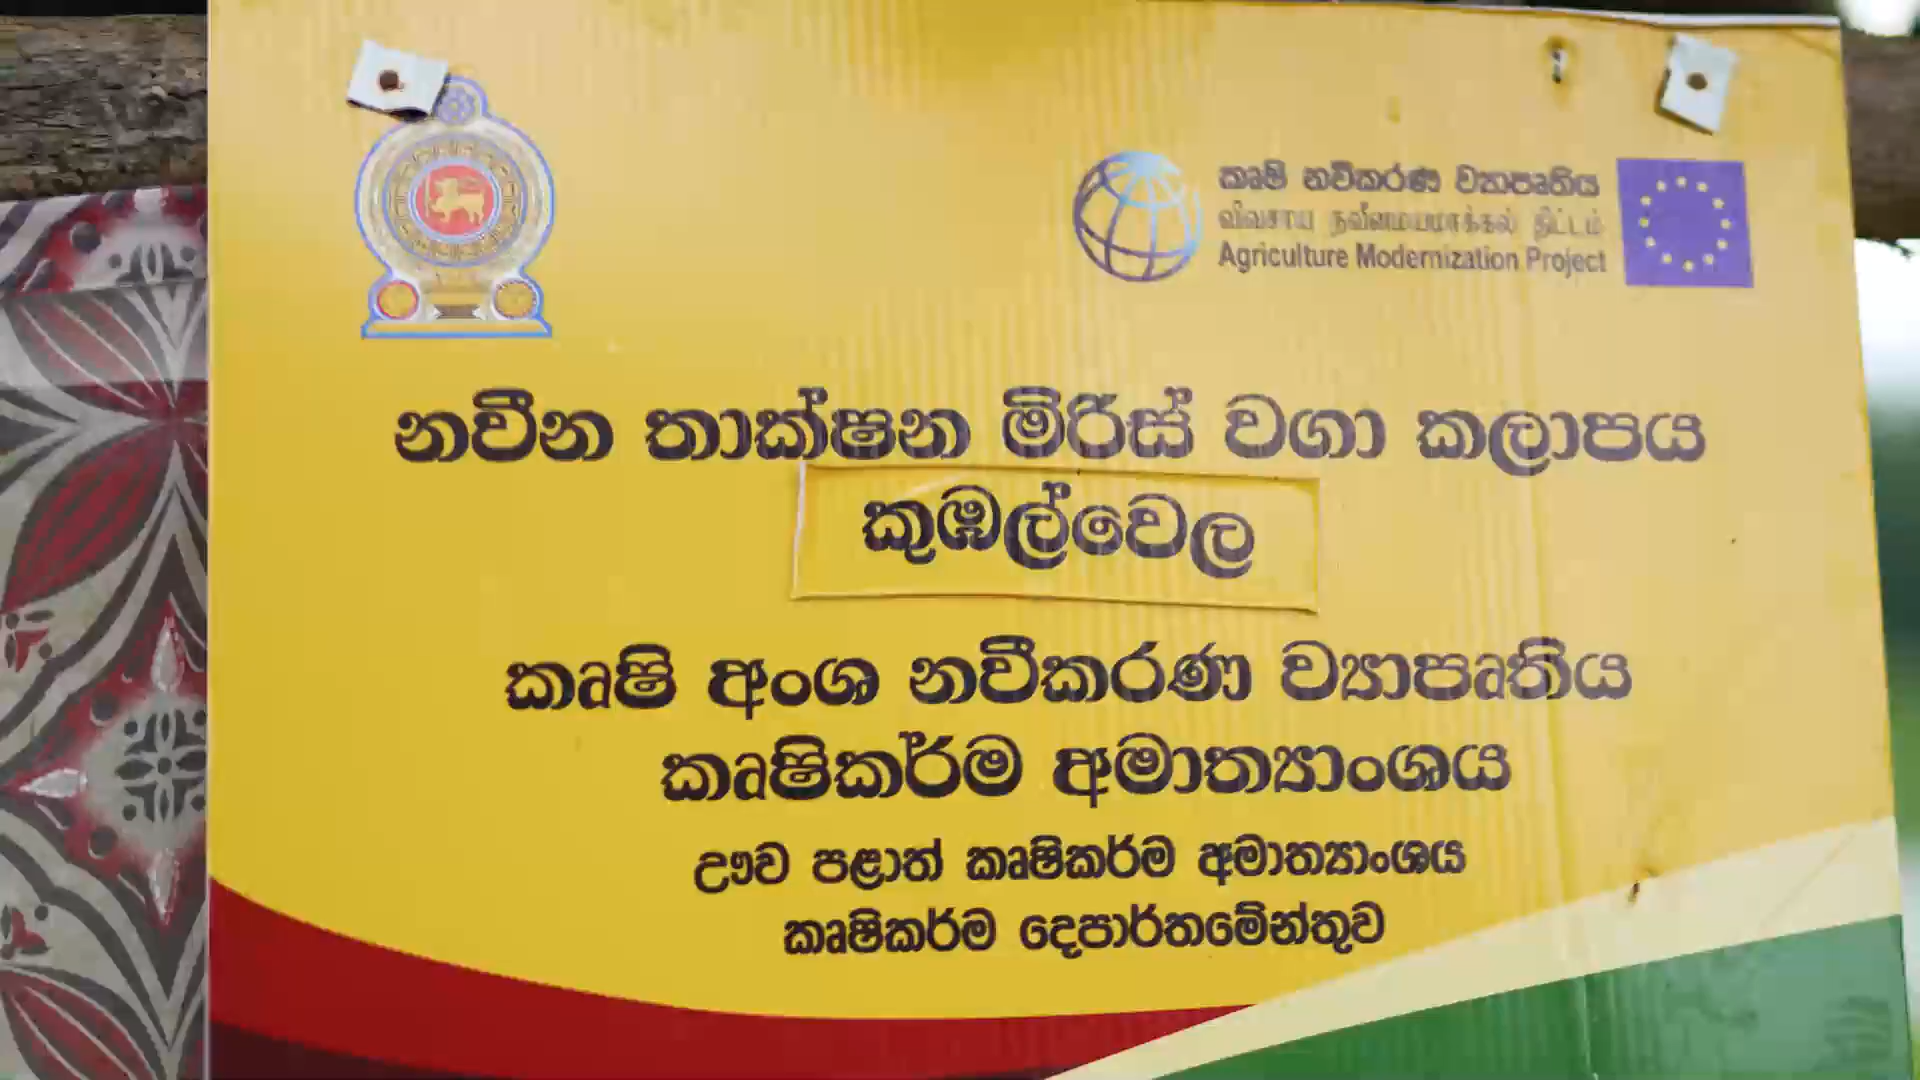 කෘෂි නවීකරණ ව්‍යාපෘතිය
விவசாய நவீனமயமாக்கல் திட்டம்
Agriculture Modernization Project
නවීන තාක්ෂන මිරිස් වගා කලාපය
කුඹල්වෙල
කෘෂි අංශ නවීකරණ ව්‍යාපෘතිය
කෘෂිකර්ම අමාත්‍යාංශය
ඌව පළාත් කෘෂිකර්ම අමාත්‍යාංශය
කෘෂිකර්ම දෙපාර්තමේන්තුව